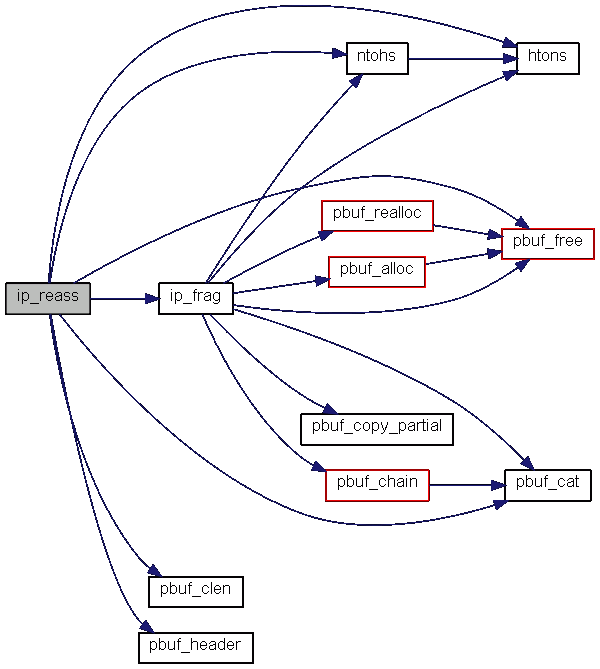 ntohs
htons
pbuf_realloc
pbuf_free
pbuf_alloc
ip_reass
ip_frag
pbuf_copy_partial
pbuf_chain
pbuf_cat
pbuf_clen
pbuf_header